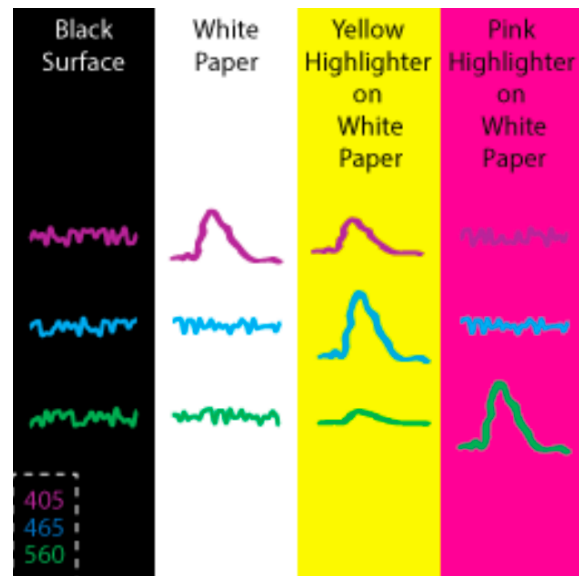 Black
Surface
White
Paper
Yellow
Highlighter
on
White
Paper
Pink
Highlighter
on
White
Paper
405
465
560